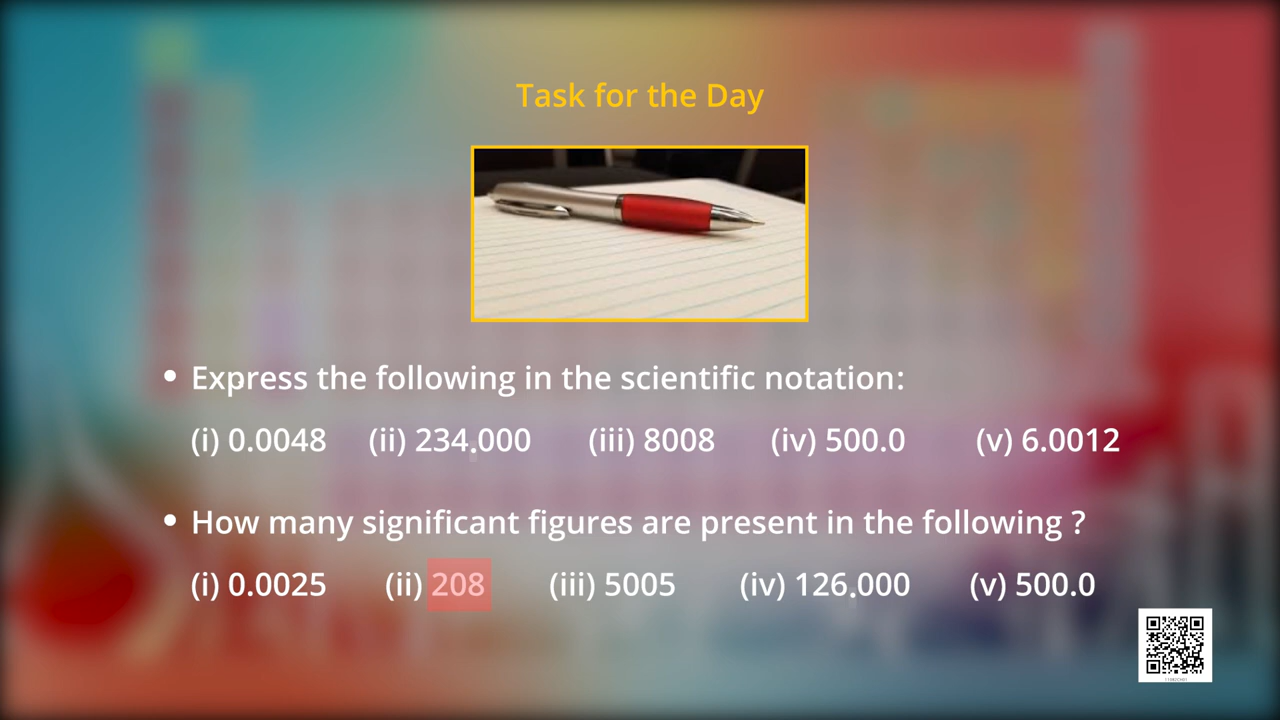 Task for the Day
• Express the following in the scientific notation:
(i) 0.0048 (ii) 234.000 (iii) 8008 (iv) 500.0 (v) 6.0012
• How many significant figures are present in the following ?
(i) 0.0025 (ii) 208 (iii) 5005 (iv) 126.000 (v) 500.0